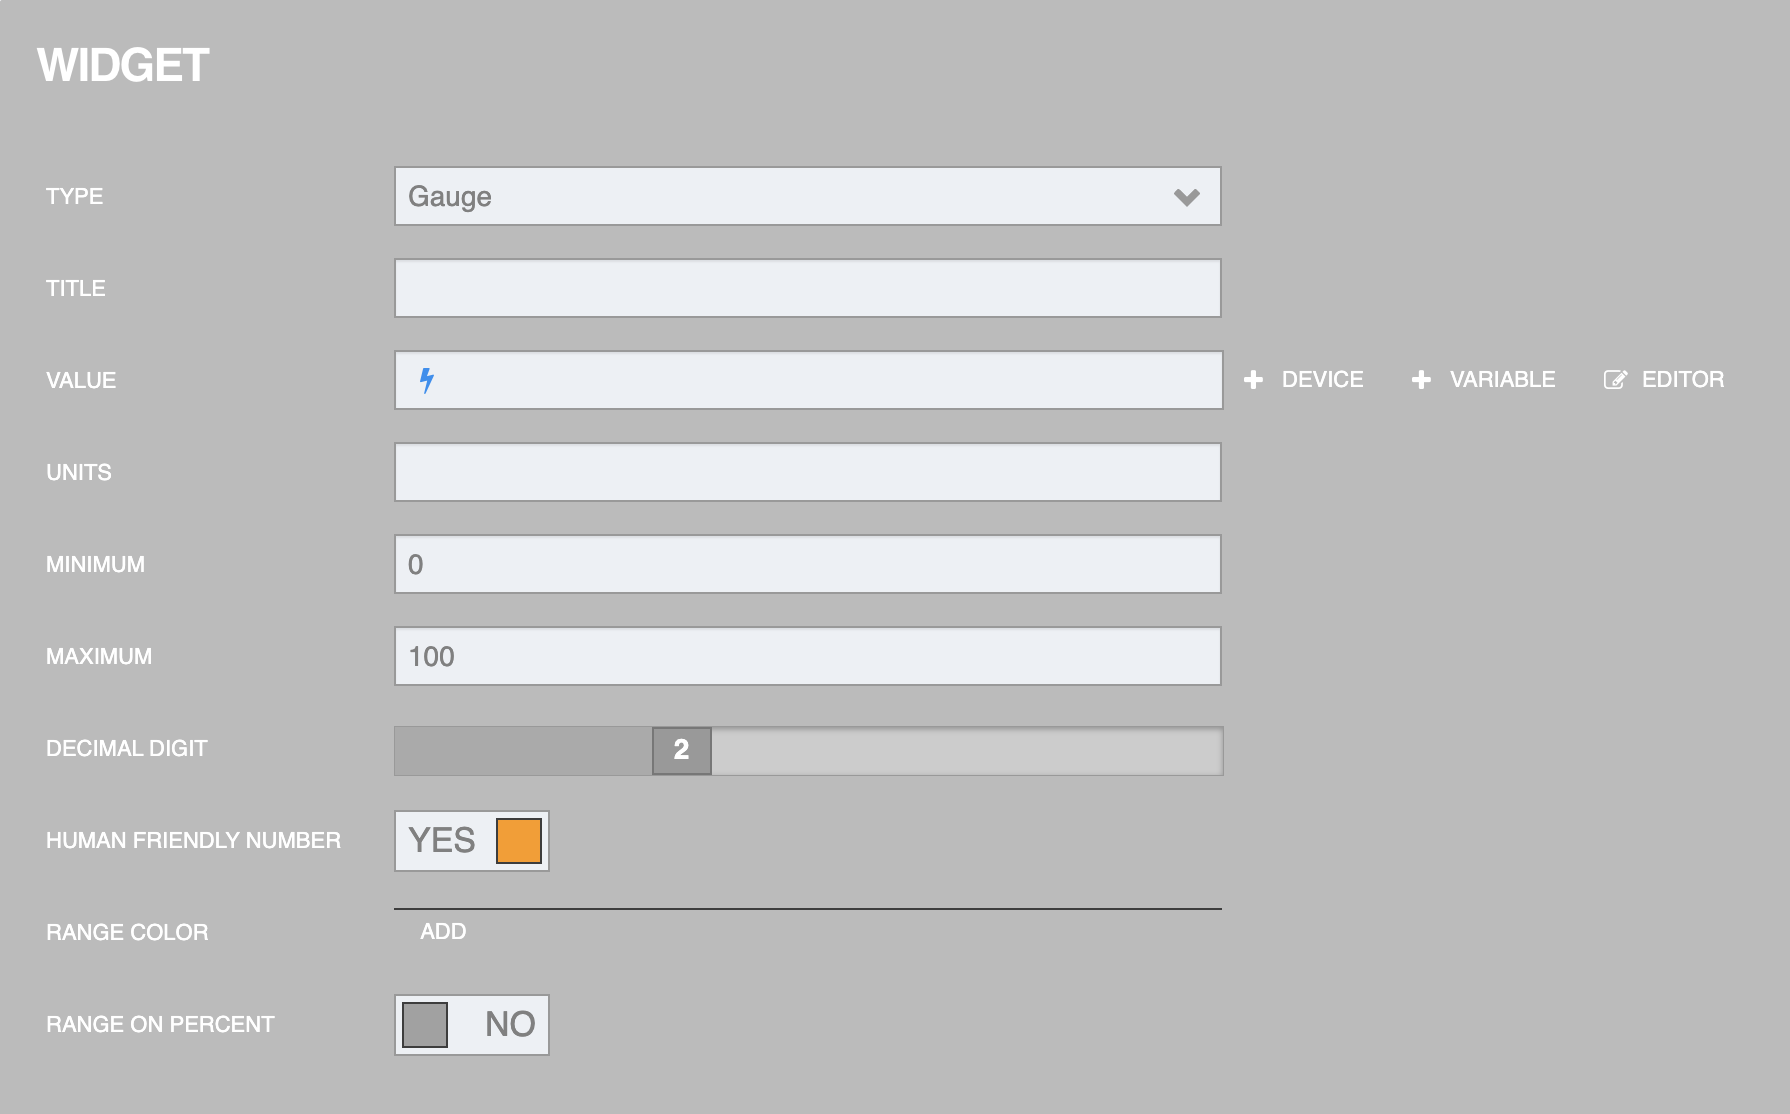 WIDGET
TYPE Gauge
TITLE
VALUE DEVICE VARIABLE EDITOR
UNITS
MINIMUM 0
MAXIMUM 100
DECIMAL DIGIT 2
HUMAN FRIENDLY NUMBER YES
RANGE COLOR ADD
RANGE ON PERCENT NO